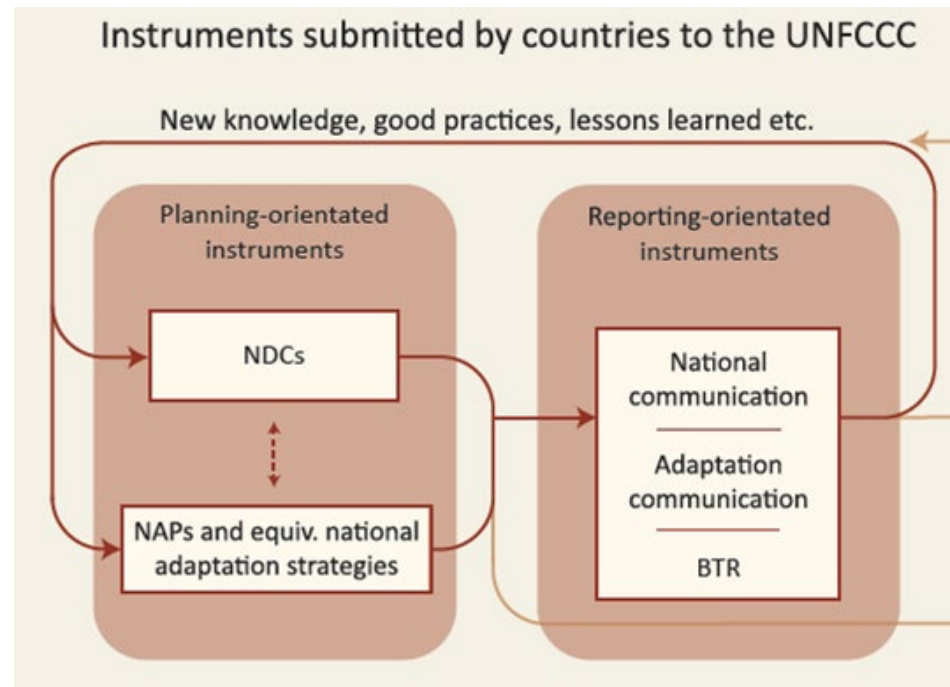 Instruments submitted by countries to the UNFCCC
New knowledge, good practices, lessons learned etc.
Planning-orientated
instruments
NDCs
NAPs and equiv. national
adaptation strategies
Reporting-orientated
instruments
National
communication
Adaptation
communication
BTR